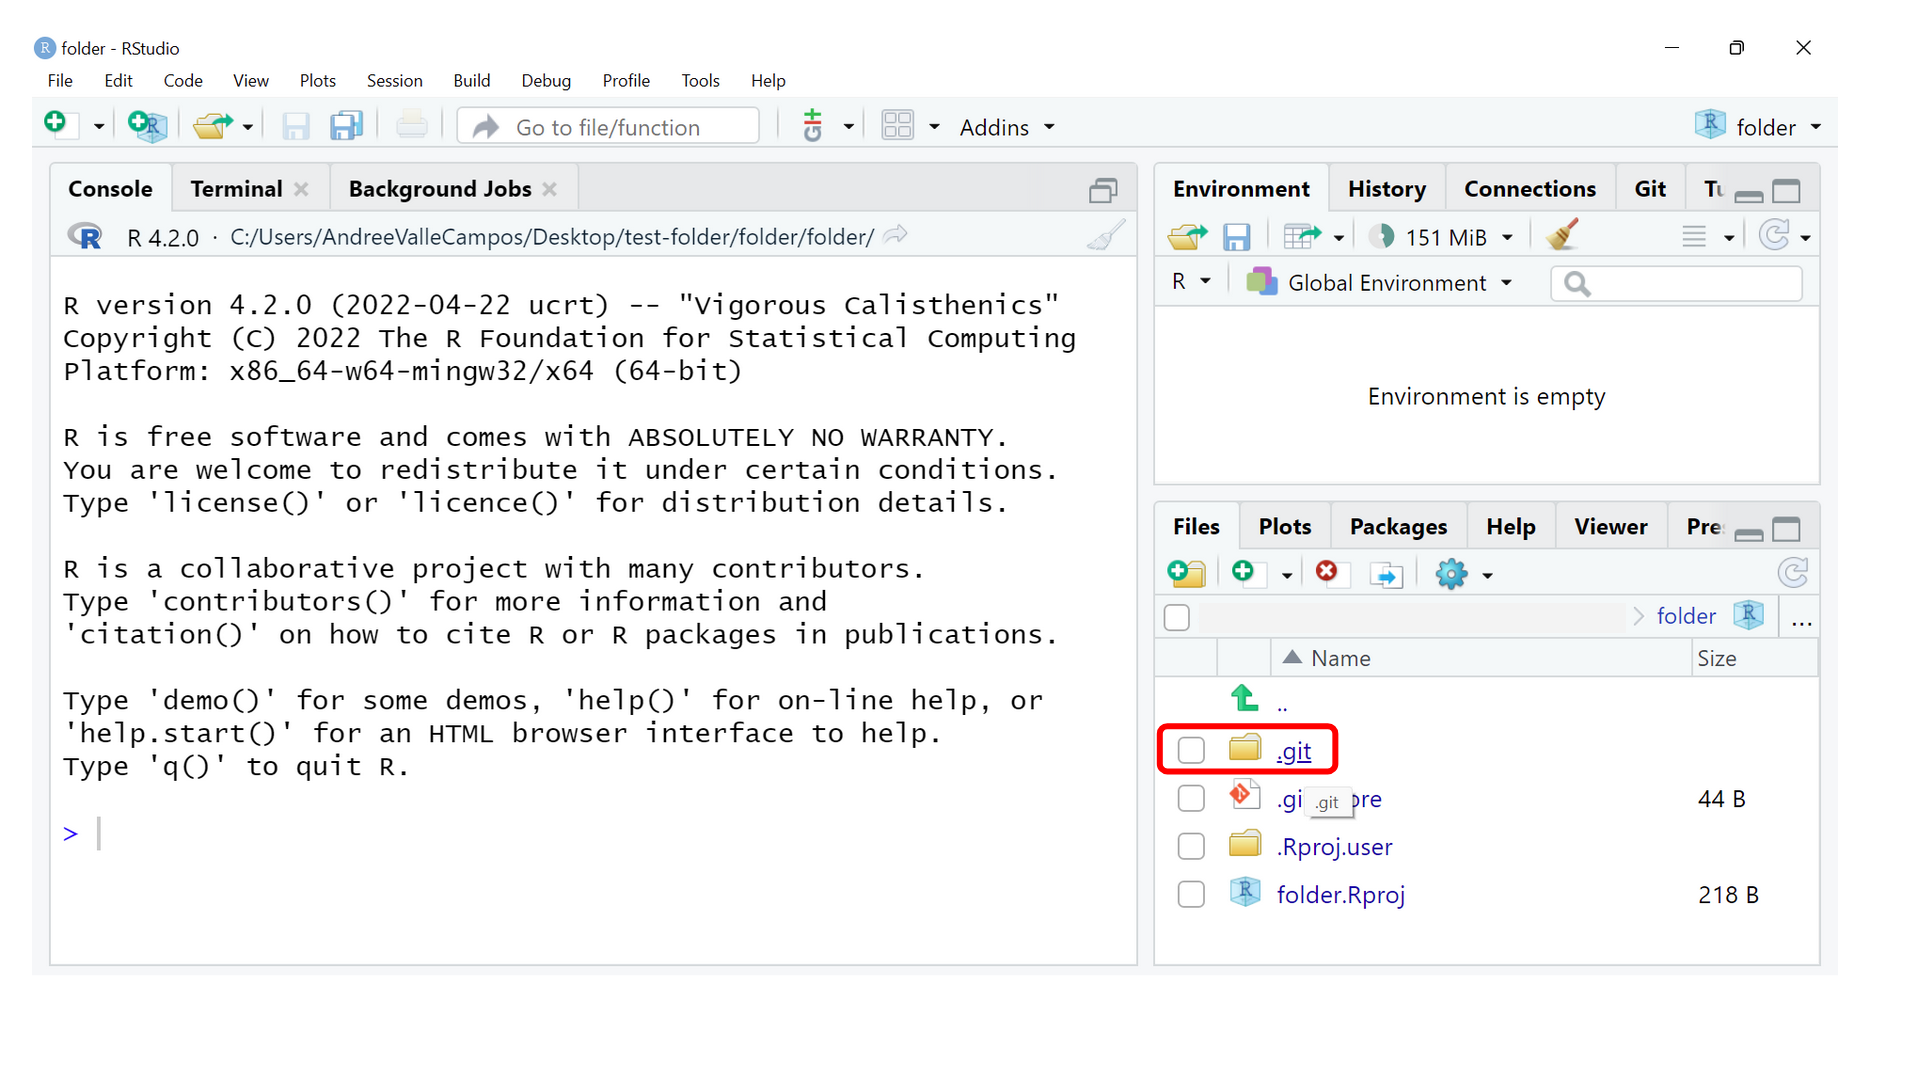 folder - RStudio
File Edit Code View Plots Session Build Debug Profile Tools Help
Go to file/function Addins folder
Console Terminal Background Jobs
R 4.2.0 · C:/Users/AndreeValleCampos/Desktop/test-folder/folder/folder/
R version 4.2.0 (2022-04-22 ucrt) -- "Vigorous Calisthenics"
Copyright (C) 2022 The R Foundation for Statistical Computing
Platform: x86_64-w64-mingw32/x64 (64-bit)
R is free software and comes with ABSOLUTELY NO WARRANTY.
You are welcome to redistribute it under certain conditions.
Type 'license()' or 'licence()' for distribution details.
R is a collaborative project with many contributors.
Type 'contributors()' for more information and
'citation()' on how to cite R or R packages in publications.
Type 'demo()' for some demos, 'help()' for on-line help, or
'help.start()' for an HTML browser interface to help.
Type 'q()' to quit R.
>
Environment History Connections Git Tu
151 MiB
R Global Environment
Environment is empty
Files Plots Packages Help Viewer Pre
folder ...
Name Size
..
.git
.gi .git ore 44 B
.Rproj.user
folder.Rproj 218 B